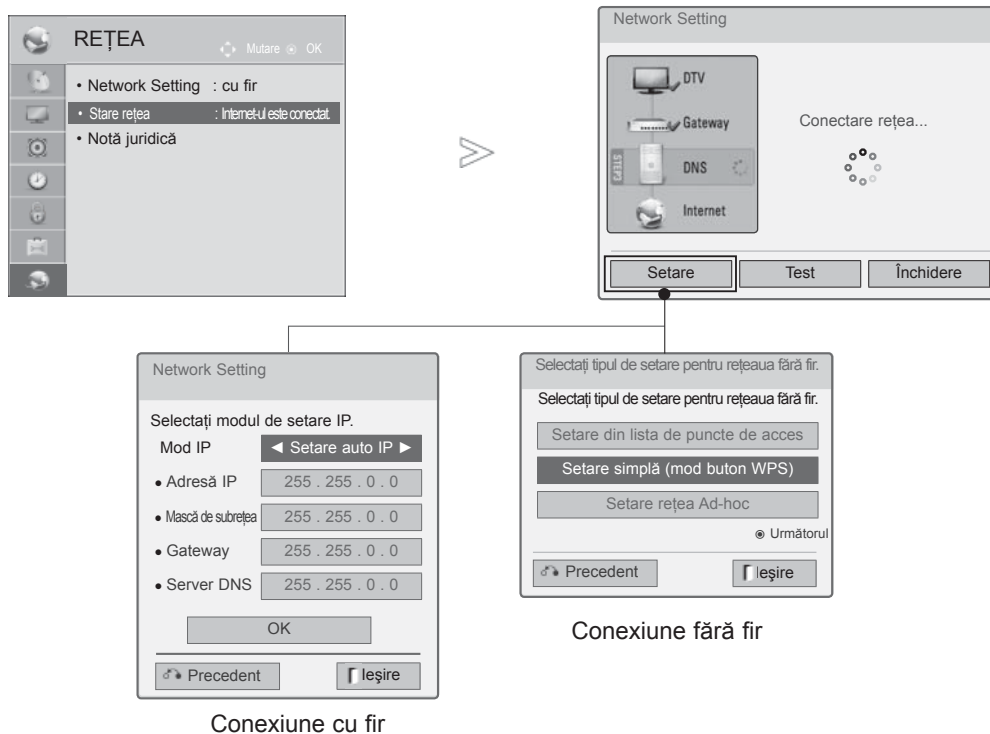 REȚEA
Mutare OK
• Network Setting : cu fir
• Stare rețea : Internet-ul este conectat.
• Notă juridică
Network Setting
DTV
Gateway
STEP3
DNS
Internet
Conectare rețea...
Setare
Test
Închidere
Network Setting
Selectați modul de setare IP.
Mod IP ◄ Setare auto IP ►
• Adresă IP 255 . 255 . 0 . 0
• Mască de subrețea 255 . 255 . 0 . 0
• Gateway 255 . 255 . 0 . 0
• Server DNS 255 . 255 . 0 . 0
OK
Precedent
Ieşire
Conexiune cu fir
Selectați tipul de setare pentru rețeaua fără fir.
Selectați tipul de setare pentru rețeaua fără fir.
Setare din lista de puncte de acces
Setare simplă (mod buton WPS)
Setare rețea Ad-hoc
Următorul
Precedent
Ieşire
Conexiune fără fir